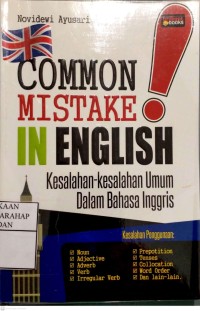 Novidewi Ayusari
COMMON
MISTAKE !
IN ENGLISH
Kesalahan-kesalahan Umum
Dalam Bahasa Inggris
KAAN
ARAHAP
DAN
Kesalahan Penggunaan:
Noun
Adjective
Adverb
Verb
Irregular Verb
Prepotition
Tenses
Collocation
Word Order
Dan lain-lain.